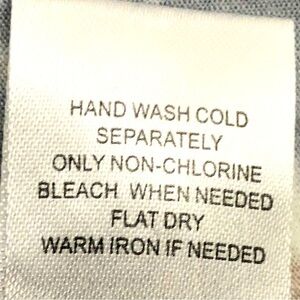 HAND WASH COLD
SEPARATELY
ONLY NON-CHLORINE
BLEACH WHEN NEEDED
FLAT DRY
WARM IRON IF NEEDED